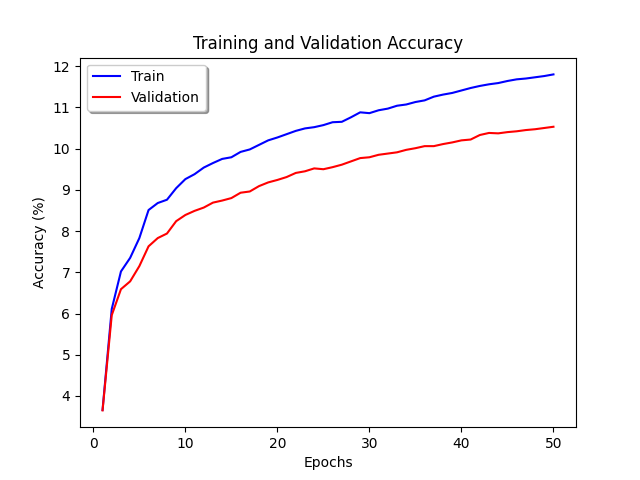 Training and Validation Accuracy
Train
Validation
Accuracy (%)
12
11
10
9
8
7
6
5
4
0 10 20 30 40 50
Epochs